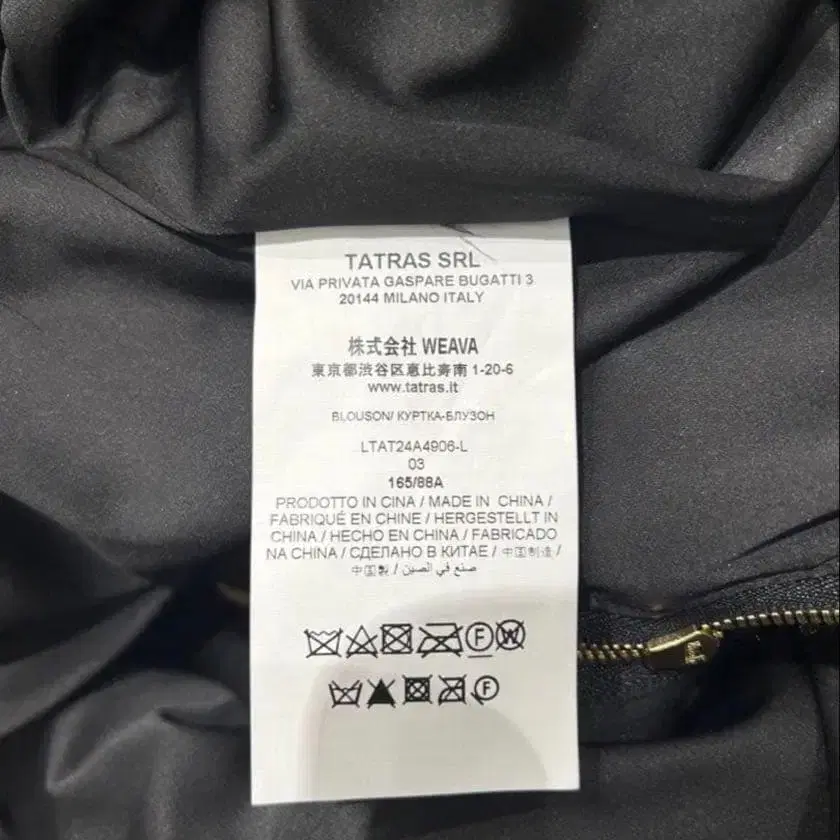 TATRAS SRL
VIA PRIVATA GASPARE BUGATTI 3
20144 MILANO ITALY
株式会社 WEAVA
東京都渋谷区恵比寿南 1-20-6
www.tatras.it
BLOUSON/ КУРТКА-БЛУЗОН
LTAT24A4906-L
03
165/88A
PRODOTTO IN CINA / MADE IN CHINA /
FABRIQUÉ EN CHINE / HERGESTELLT IN
CHINA / HECHO EN CHINA / FABRICADO
NA CHINA / СДЕЛАНО В КИТАЕ / 中国制造 /
中国製 / صنع في الصين
F W
F